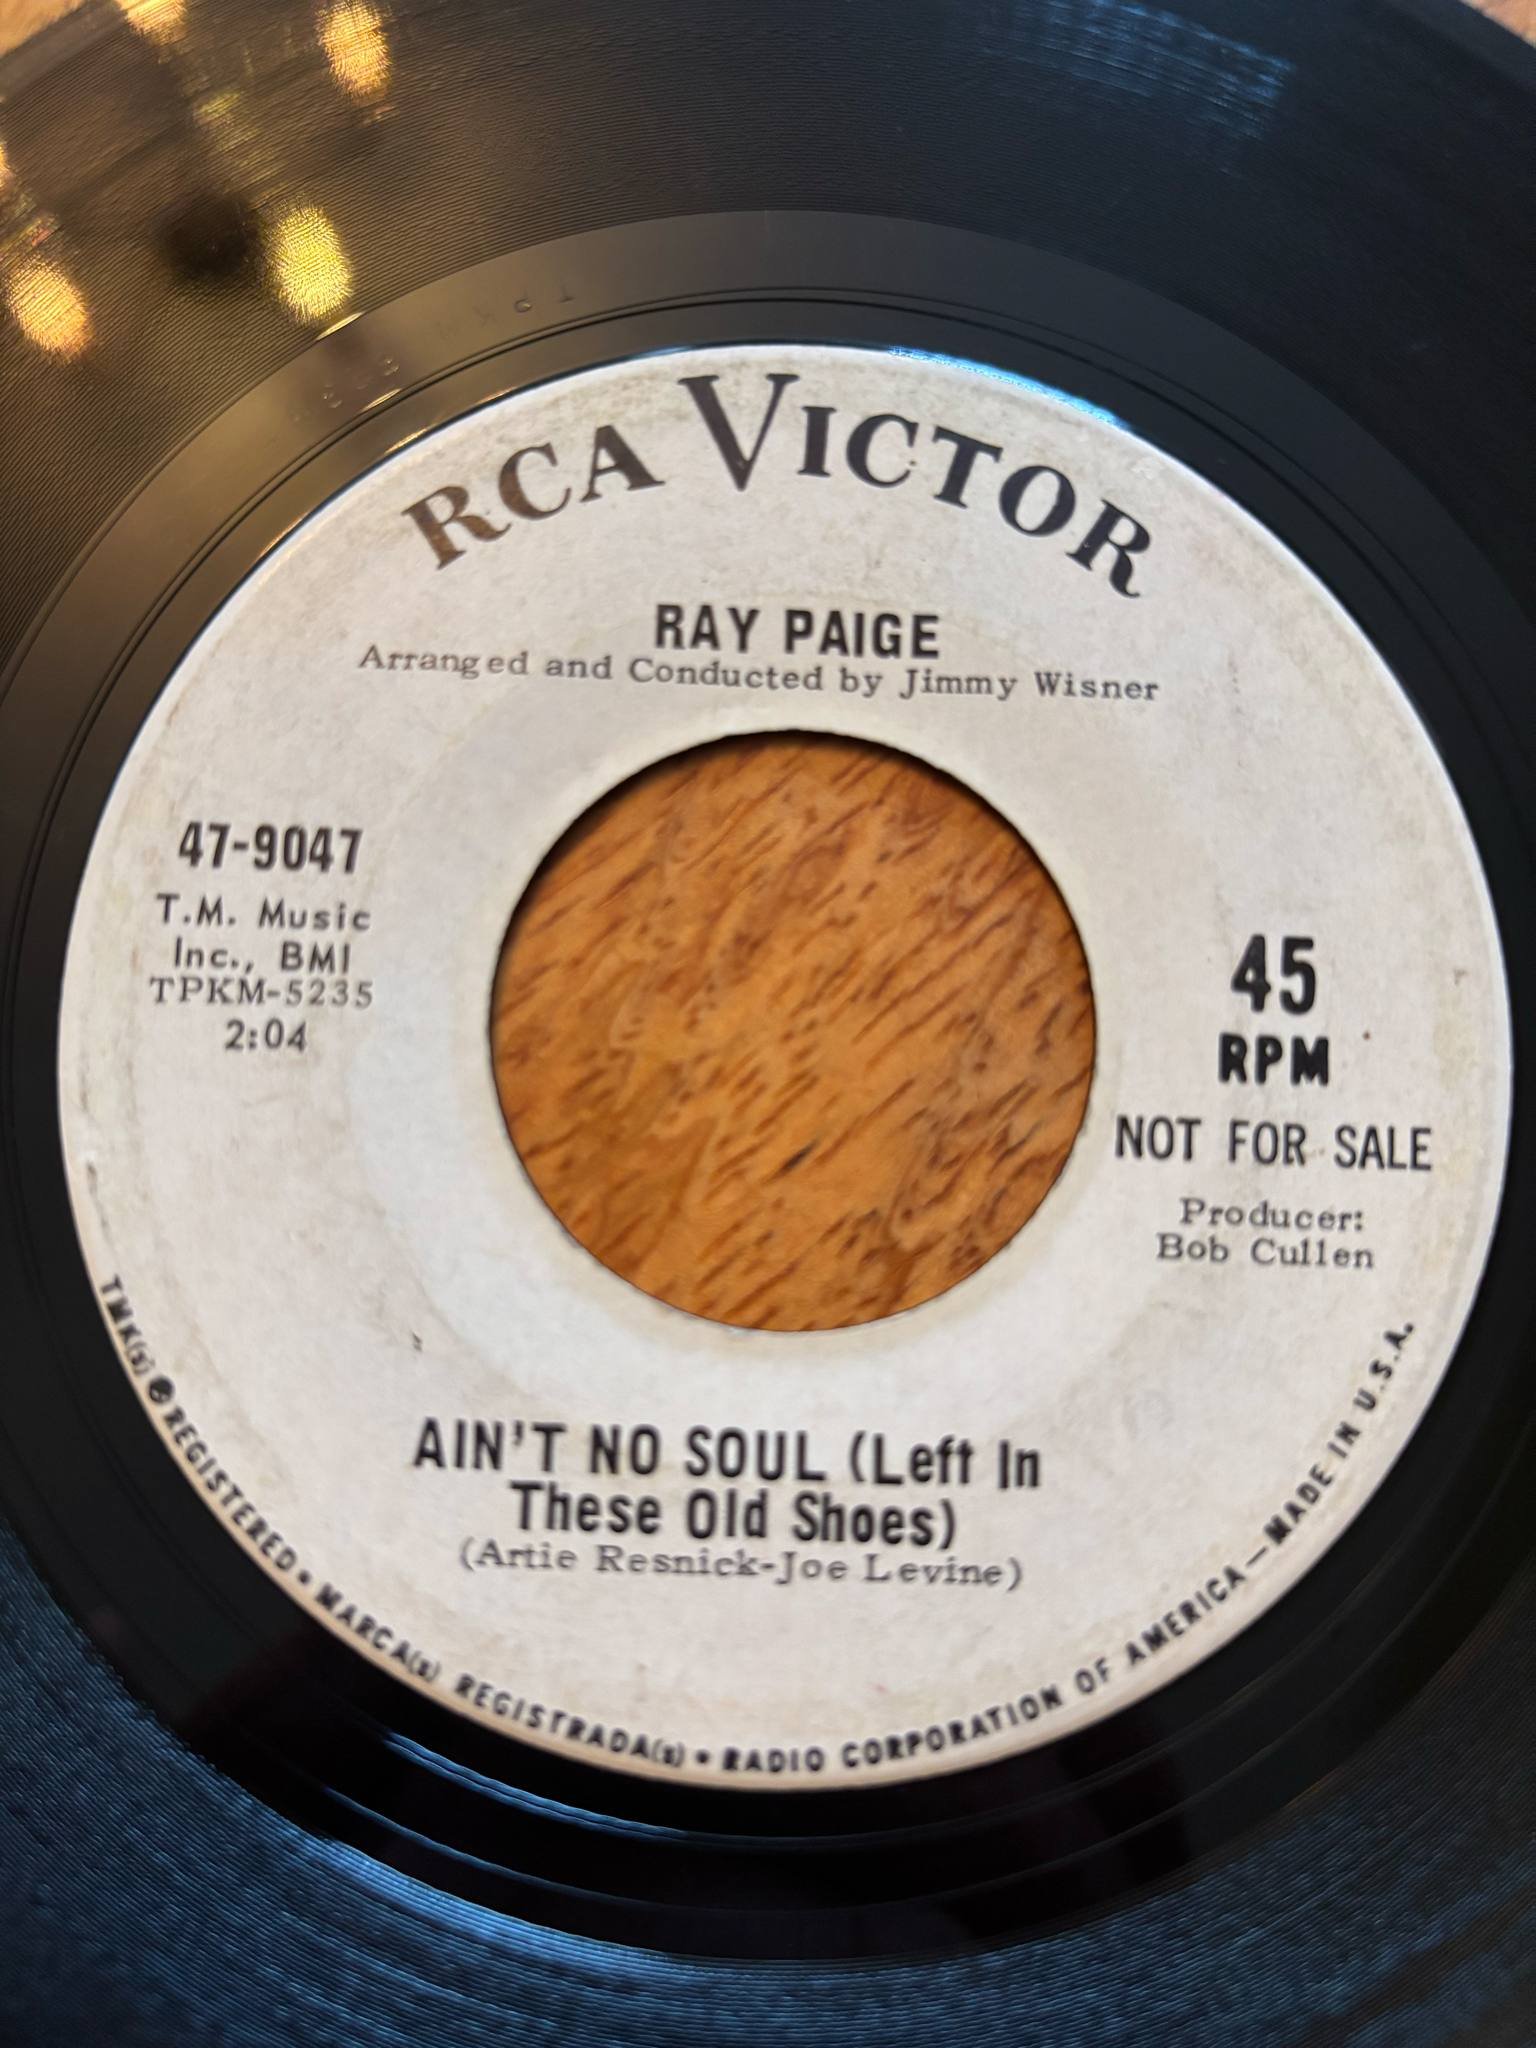 RCA VICTOR
RAY PAIGE
Arranged and Conducted by Jimmy Wisner
47-9047
T.M. Music
Inc., BMI
TPKM-5235
2:04
45
RPM
NOT FOR SALE
Producer:
Bob Cullen
AIN'T NO SOUL (Left In
These Old Shoes)
(Artie Resnick-Joe Levine)
TMK(s) ® REGISTERED • MARCA(s) REGISTRADA(s) • RADIO CORPORATION OF AMERICA—MADE IN U.S.A.